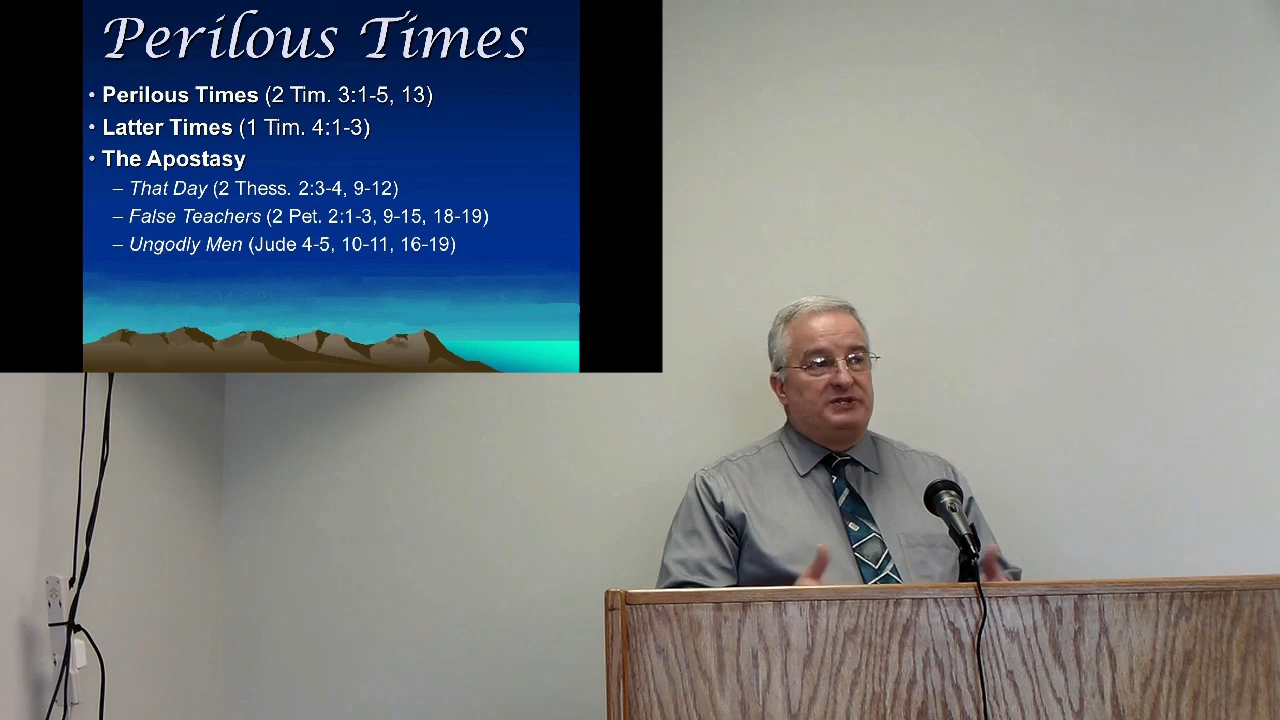 Perilous Times
• Perilous Times (2 Tim. 3:1-5, 13)
• Latter Times (1 Tim. 4:1-3)
• The Apostasy
– That Day (2 Thess. 2:3-4, 9-12)
– False Teachers (2 Pet. 2:1-3, 9-15, 18-19)
– Ungodly Men (Jude 4-5, 10-11, 16-19)